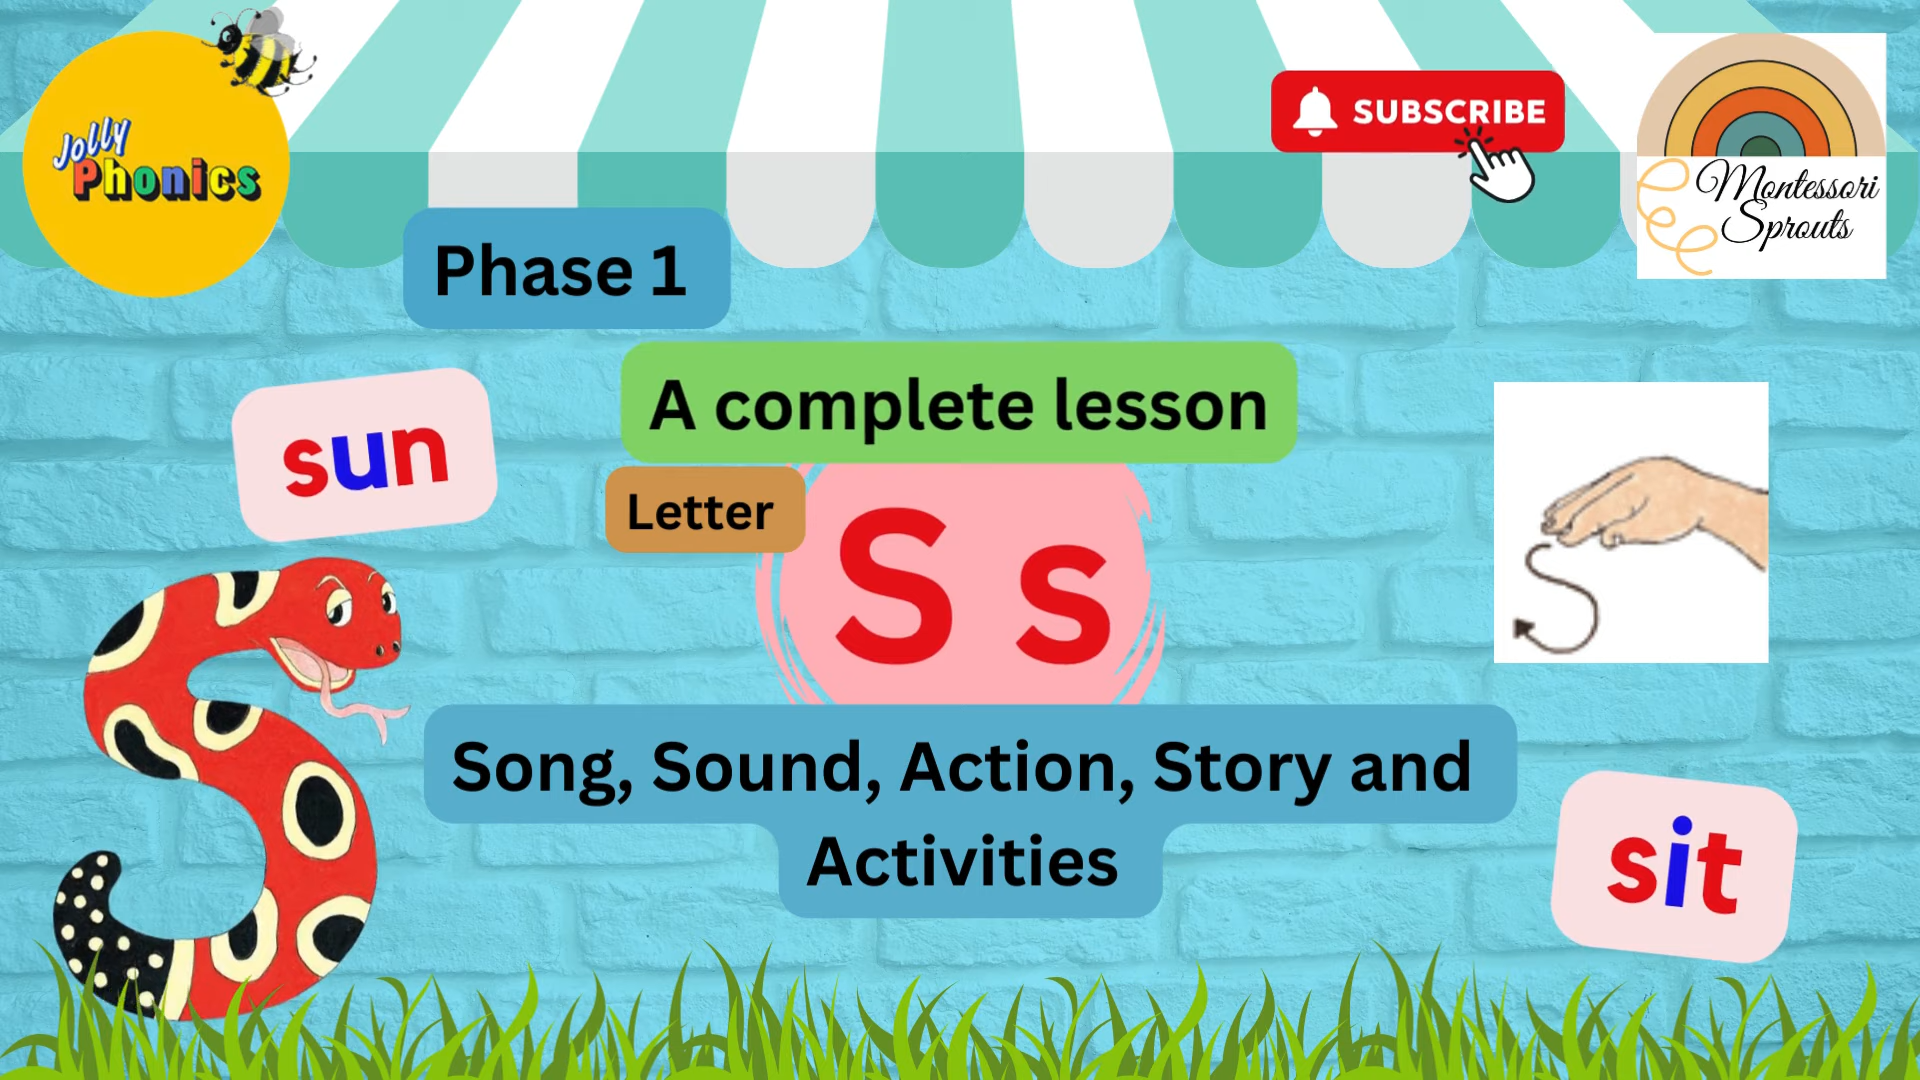 Jolly
Phonics
SUBSCRIBE
Montessori
Sprouts
Phase 1
A complete lesson
sun
Letter
S s
Song, Sound, Action, Story and
Activities
sit